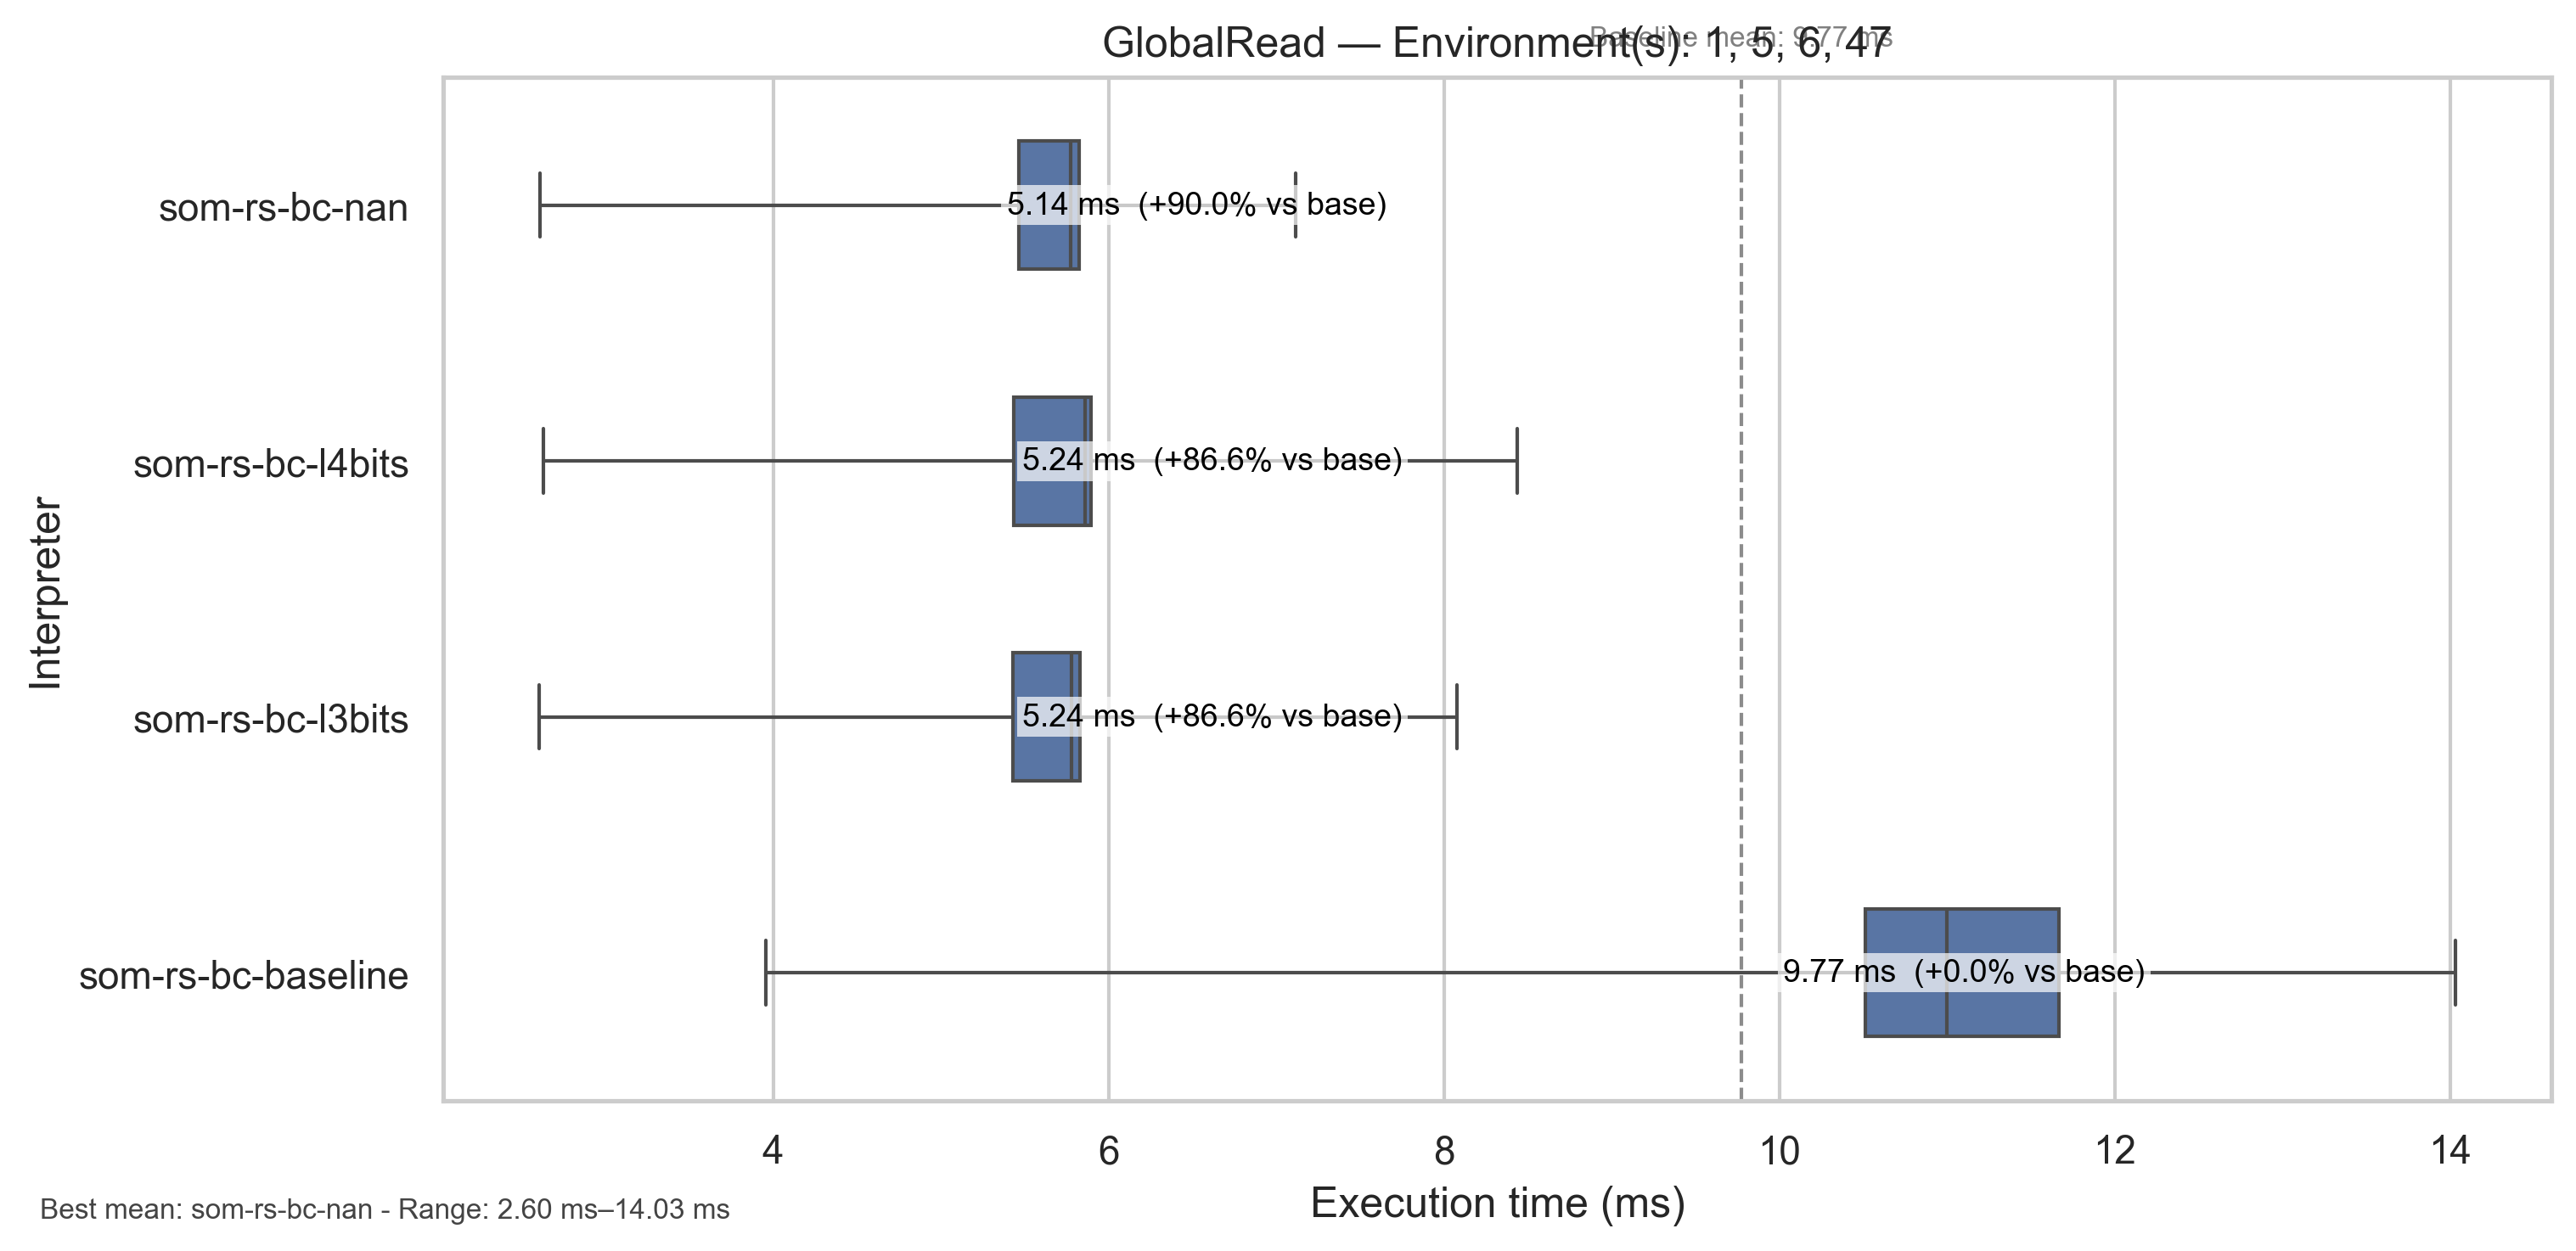 GlobalRead — Environment(s): 1, 5, 6, 47
Baseline mean: 9.77 ms
Interpreter
som-rs-bc-nan
5.14 ms (+90.0% vs base)
som-rs-bc-l4bits
5.24 ms (+86.6% vs base)
som-rs-bc-l3bits
5.24 ms (+86.6% vs base)
som-rs-bc-baseline
9.77 ms (+0.0% vs base)
4 6 8 10 12 14
Execution time (ms)
Best mean: som-rs-bc-nan - Range: 2.60 ms–14.03 ms